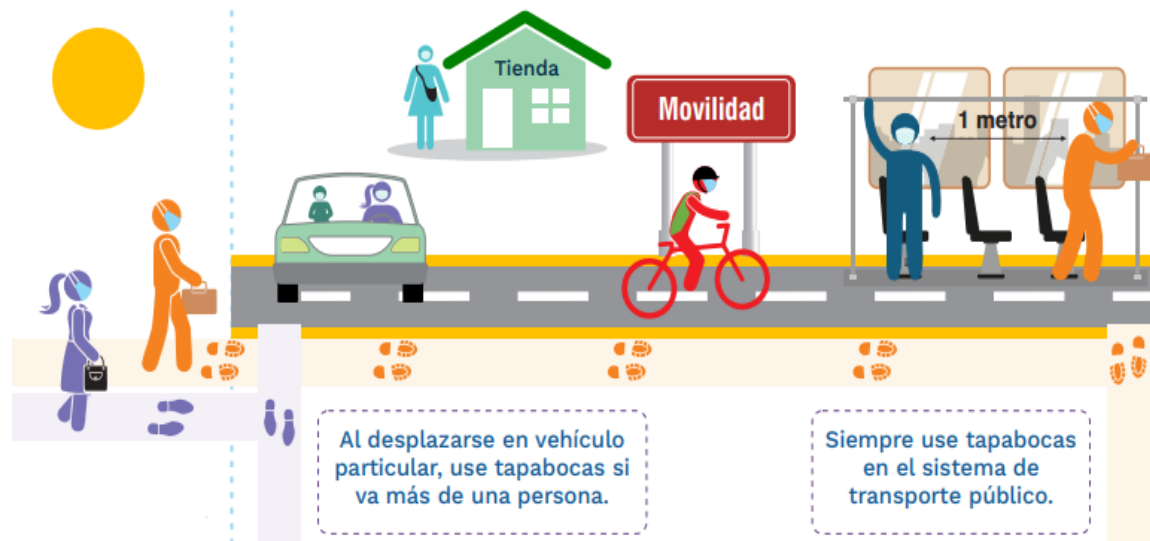 Tienda
Movilidad
1 metro
Al desplazarse en vehículo
particular, use tapabocas si
va más de una persona.
Siempre use tapabocas
en el sistema de
transporte público.